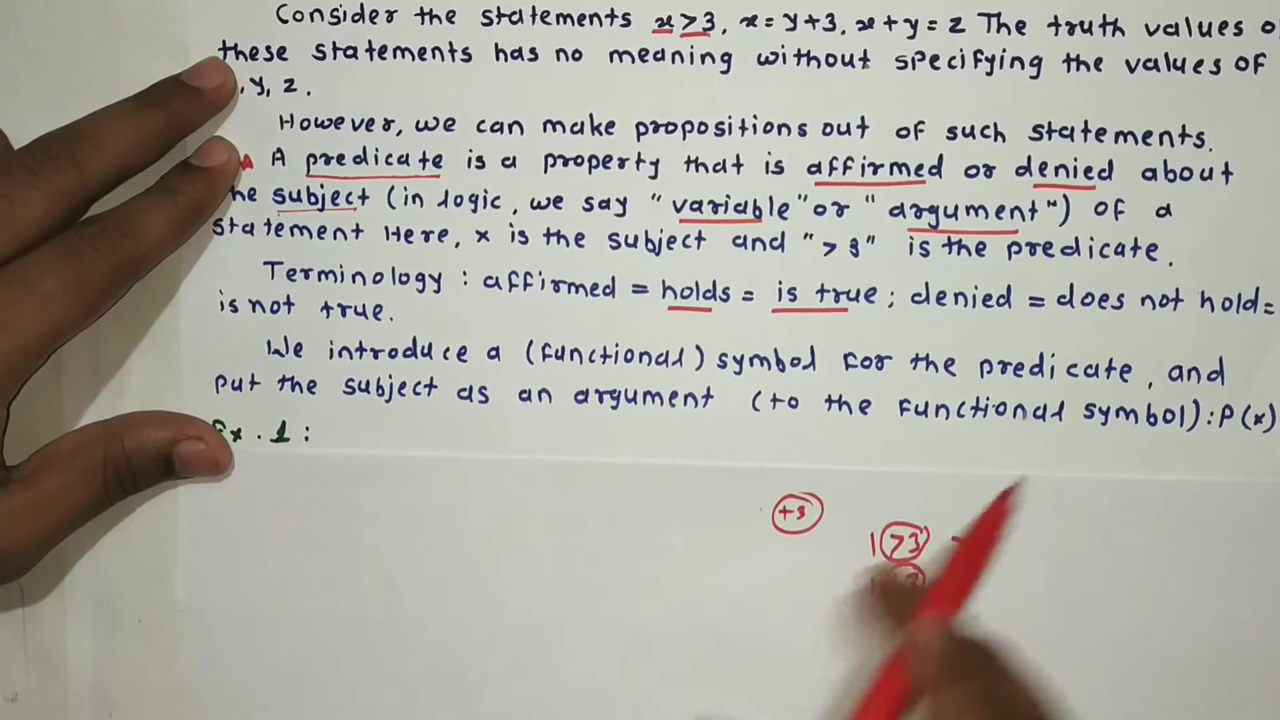 Consider the statements x > 3, x = y + 3, x + y = z The truth values o
these statements has no meaning without specifying the values of
, y, z.
However, we can make propositions out of such statements.
A predicate is a property that is affirmed or denied about
he subject (in logic, we say "variable" or "argument") of a
statement Here, x is the subject and "> 3" is the predicate.
Terminology : affirmed = holds = is true; denied = does not hold =
is not true.
We introduce a (functional) symbol for the predicate, and
put the subject as an argument (to the functional symbol): P(x)
Ex. 1 :
+3
1 >3